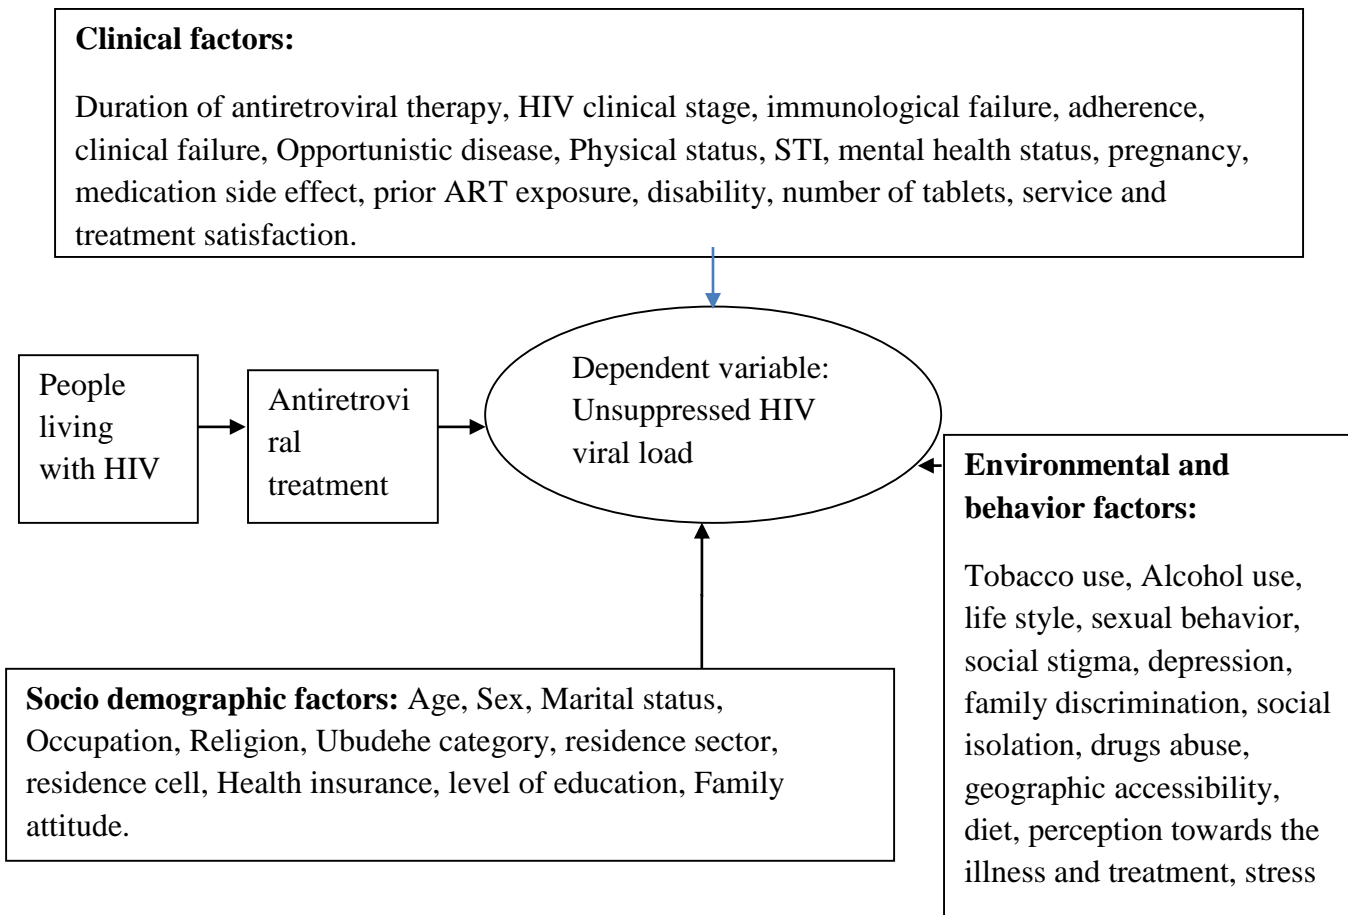 Clinical factors:
Duration of antiretroviral therapy, HIV clinical stage, immunological failure, adherence,
clinical failure, Opportunistic disease, Physical status, STI, mental health status, pregnancy,
medication side effect, prior ART exposure, disability, number of tablets, service and
treatment satisfaction.
People
living
with HIV
Antiretrovi
ral
treatment
Dependent variable:
Unsuppressed HIV
viral load
Environmental and
behavior factors:
Tobacco use, Alcohol use,
life style, sexual behavior,
social stigma, depression,
family discrimination, social
isolation, drugs abuse,
geographic accessibility,
diet, perception towards the
illness and treatment, stress
Socio demographic factors: Age, Sex, Marital status,
Occupation, Religion, Ubudehe category, residence sector,
residence cell, Health insurance, level of education, Family
attitude.